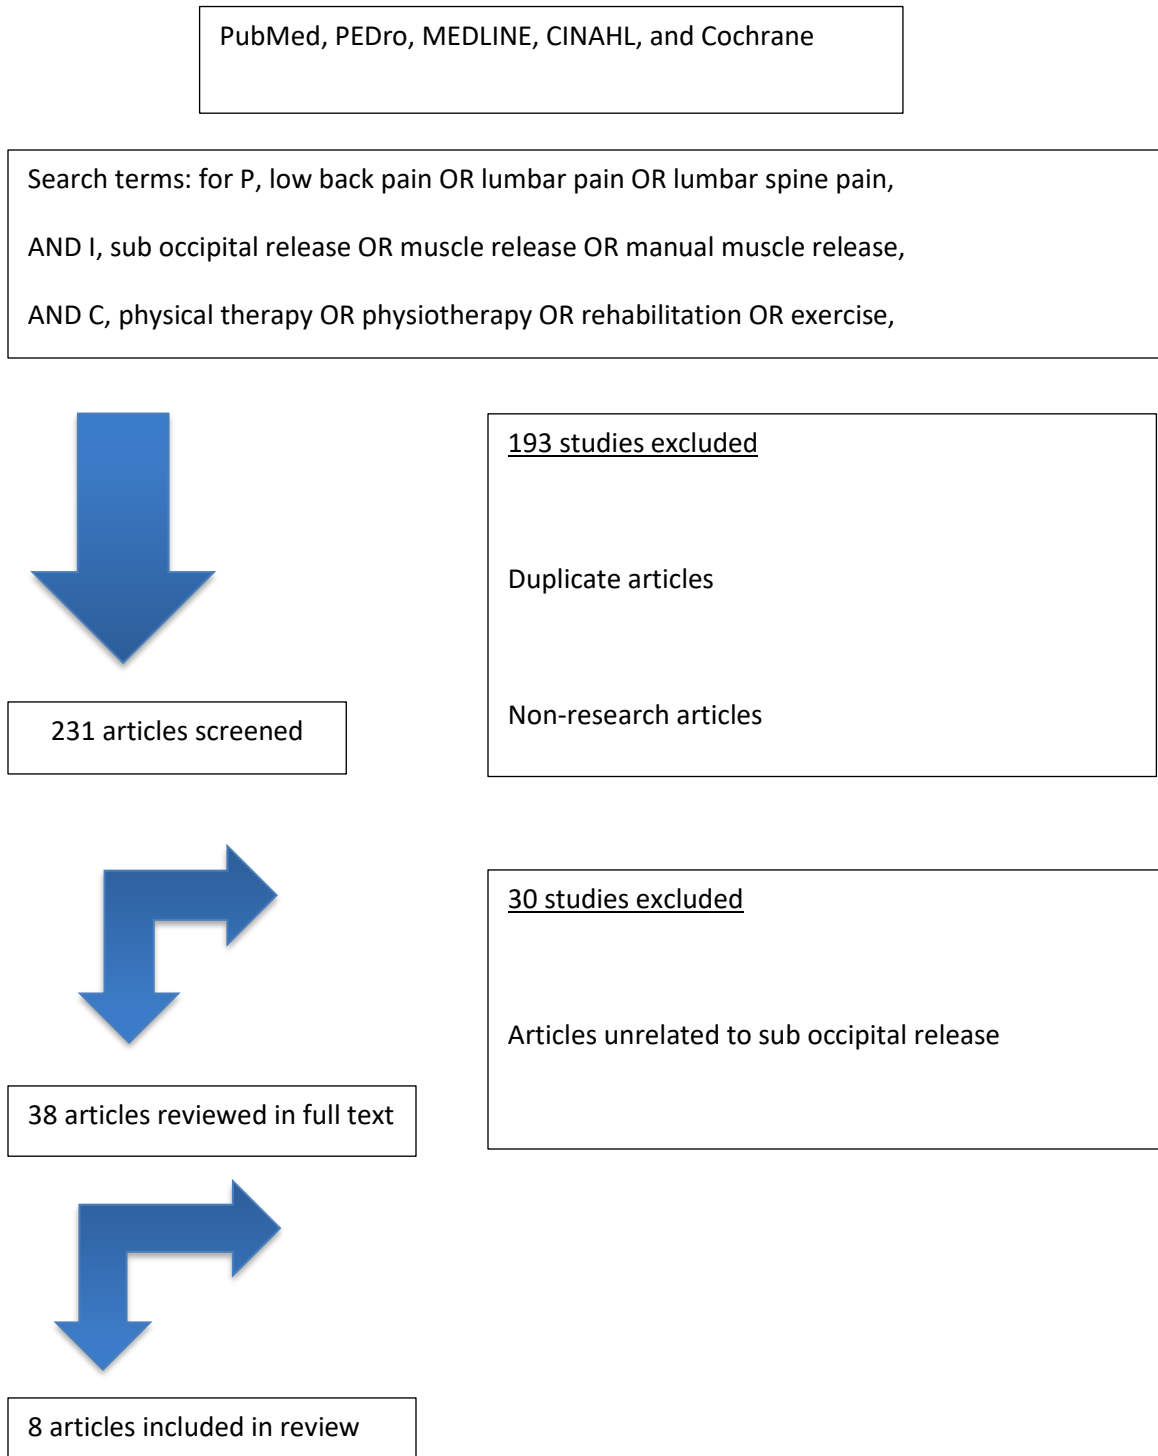 PubMed, PEDro, MEDLINE, CINAHL, and Cochrane
Search terms: for P, low back pain OR lumbar pain OR lumbar spine pain,
AND I, sub occipital release OR muscle release OR manual muscle release,
AND C, physical therapy OR physiotherapy OR rehabilitation OR exercise,
193 studies excluded
Duplicate articles
Non-research articles
231 articles screened
30 studies excluded
Articles unrelated to sub occipital release
38 articles reviewed in full text
8 articles included in review